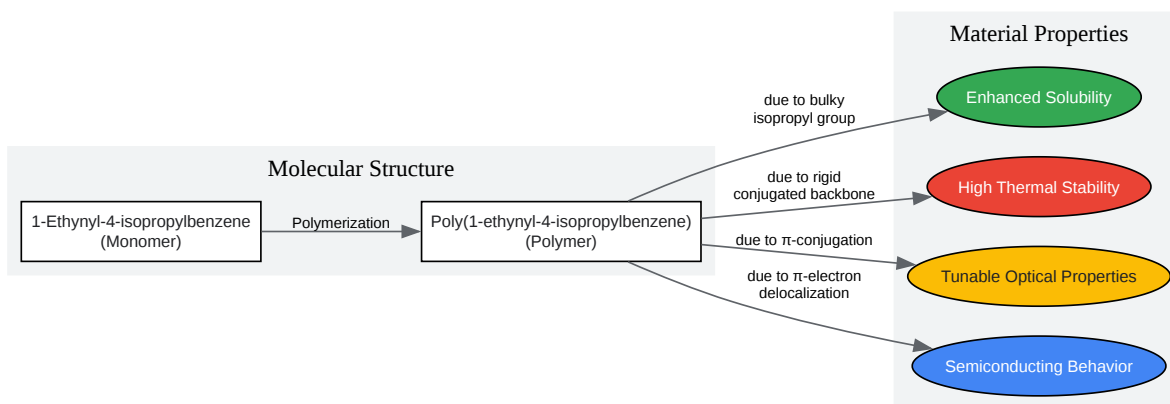 Material Properties
Enhanced Solubility
due to bulky
isopropyl group
Molecular Structure
High Thermal Stability
due to rigid
conjugated backbone
1-Ethynyl-4-isopropylbenzene
(Monomer)
Polymerization
Poly(1-ethynyl-4-isopropylbenzene)
(Polymer)
due to π-conjugation
Tunable Optical Properties
due to π-electron
delocalization
Semiconducting Behavior